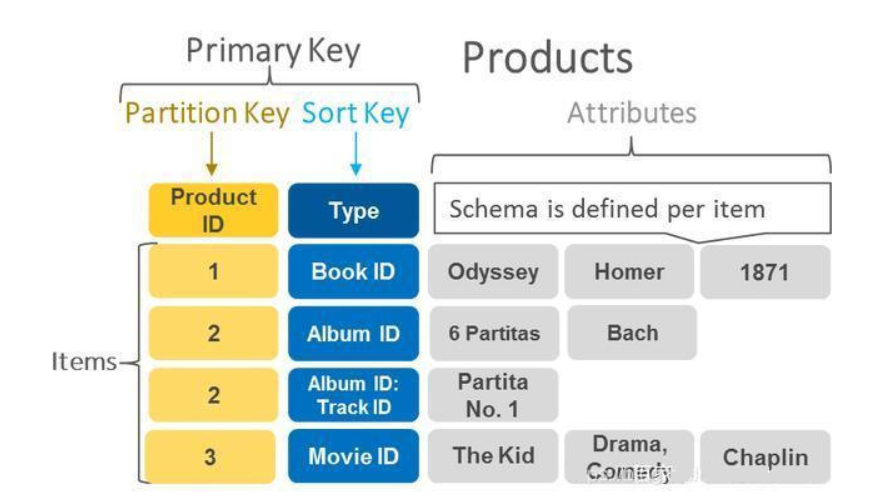 Primary Key
Products
Partition Key Sort Key
Attributes
Product
ID
Type
Schema is defined per item
Items
1
Book ID
Odyssey
Homer
1871
2
Album ID
6 Partitas
Bach
2
Album ID:
Track ID
Partita
No. 1
3
Movie ID
The Kid
Drama,
Comedy
Chaplin